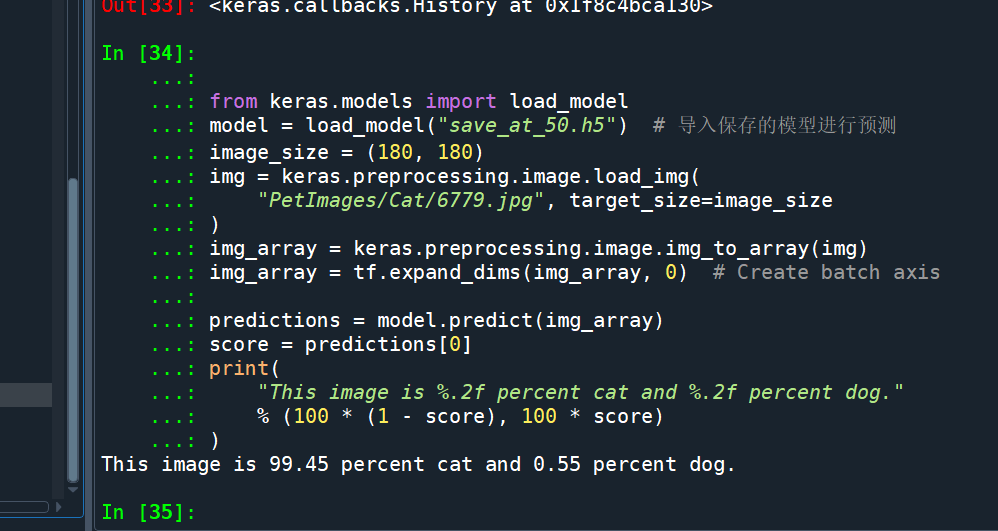 Out[33]: <keras.callbacks.History at 0x1f8c4bca130>
In [34]:
...:
...: from keras.models import load_model
...: model = load_model("save_at_50.h5")  # 导入保存的模型进行预测
...: image_size = (180, 180)
...: img = keras.preprocessing.image.load_img(
...:     "PetImages/Cat/6779.jpg", target_size=image_size
...: )
...: img_array = keras.preprocessing.image.img_to_array(img)
...: img_array = tf.expand_dims(img_array, 0)  # Create batch axis
...:
...: predictions = model.predict(img_array)
...: score = predictions[0]
...: print(
...:     "This image is %.2f percent cat and %.2f percent dog."
...:     % (100 * (1 - score), 100 * score)
...: )
This image is 99.45 percent cat and 0.55 percent dog.
In [35]: